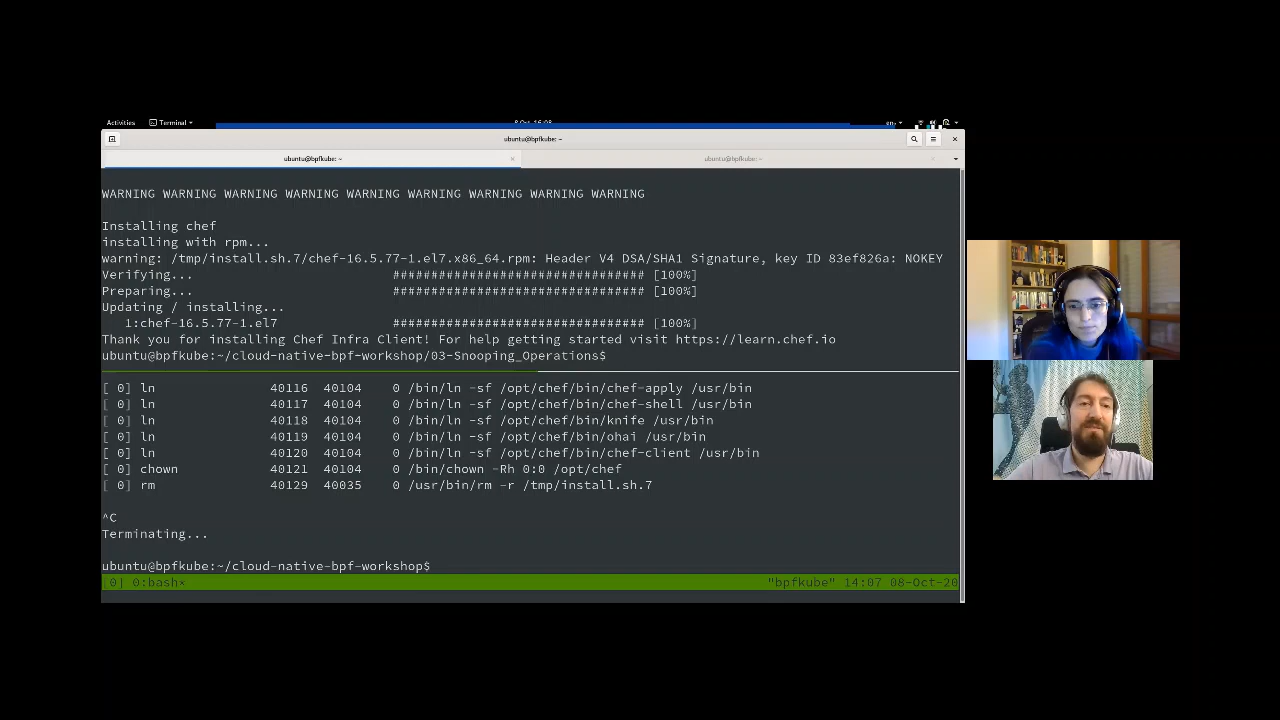 Activities Terminal 8 Oct 16:08 en
ubuntu@bpfkube: ~
ubuntu@bpfkube: ~ ubuntu@bpfkube: ~
WARNING WARNING WARNING WARNING WARNING WARNING WARNING WARNING WARNING
Installing chef
installing with rpm...
warning: /tmp/install.sh.7/chef-16.5.77-1.el7.x86_64.rpm: Header V4 DSA/SHA1 Signature, key ID 83ef826a: NOKEY
Verifying... ################################# [100%]
Preparing... ################################# [100%]
Updating / installing...
1:chef-16.5.77-1.el7 ################################# [100%]
Thank you for installing Chef Infra Client! For help getting started visit https://learn.chef.io
ubuntu@bpfkube:~/cloud-native-bpf-workshop/03-Snooping_Operations$
[ 0] ln 40116 40104 0 /bin/ln -sf /opt/chef/bin/chef-apply /usr/bin
[ 0] ln 40117 40104 0 /bin/ln -sf /opt/chef/bin/chef-shell /usr/bin
[ 0] ln 40118 40104 0 /bin/ln -sf /opt/chef/bin/knife /usr/bin
[ 0] ln 40119 40104 0 /bin/ln -sf /opt/chef/bin/ohai /usr/bin
[ 0] ln 40120 40104 0 /bin/ln -sf /opt/chef/bin/chef-client /usr/bin
[ 0] chown 40121 40104 0 /bin/chown -Rh 0:0 /opt/chef
[ 0] rm 40129 40035 0 /usr/bin/rm -r /tmp/install.sh.7
^C
Terminating...
ubuntu@bpfkube:~/cloud-native-bpf-workshop$
[0] 0:bash* "bpfkube" 14:07 08-Oct-20